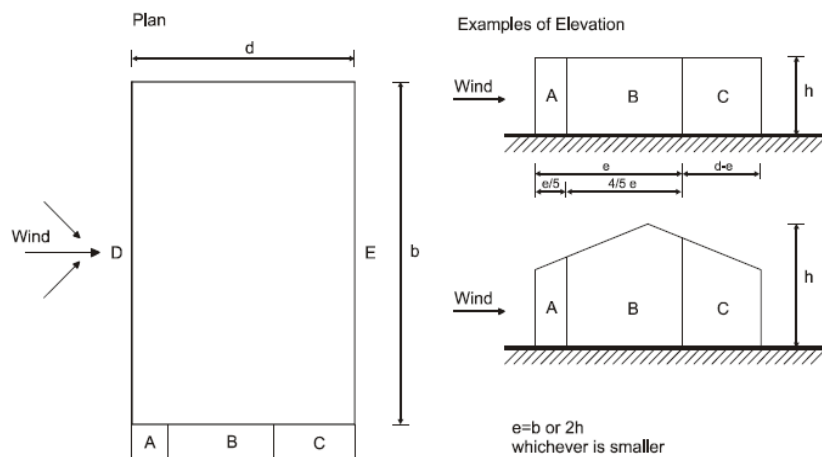 Plan
d
Wind
D
E
b
A B C
Examples of Elevation
Wind
A B C
h
e d-e
e/5 4/5 e
Wind
A B C
h
e=b or 2h
whichever is smaller